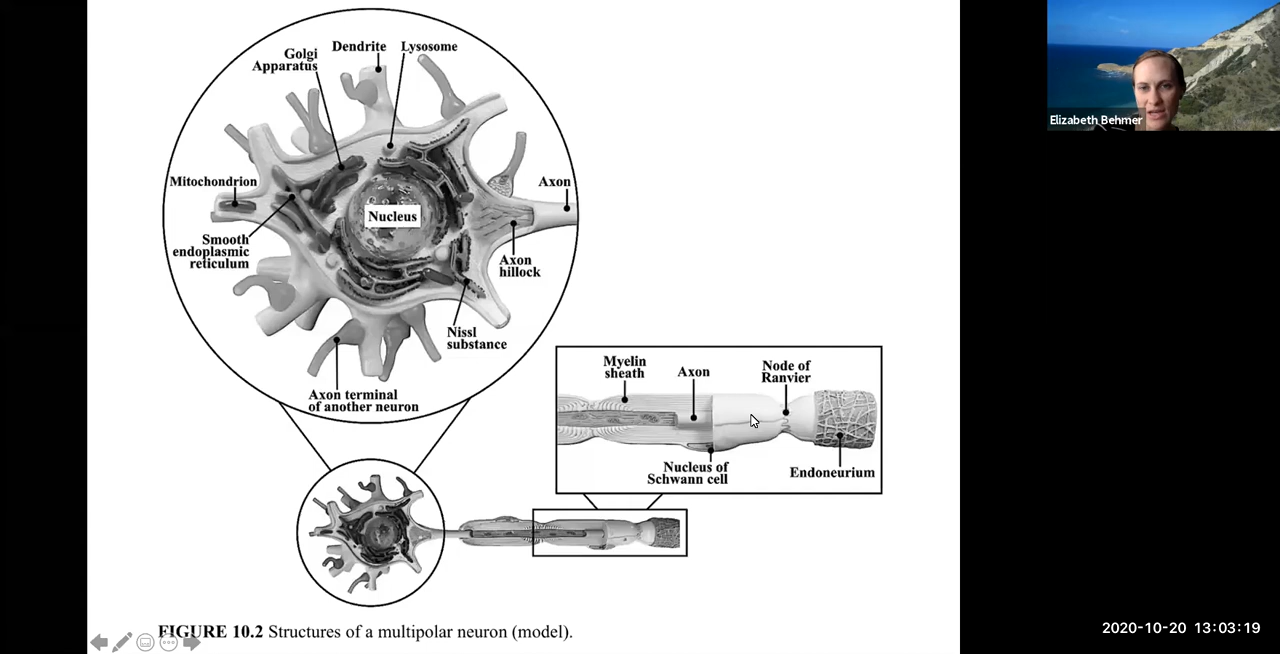 Dendrite
Lysosome
Golgi
Apparatus
Mitochondrion
Nucleus
Axon
Smooth
endoplasmic
reticulum
Axon
hillock
Nissl
substance
Axon terminal
of another neuron
Myelin
sheath
Axon
Node of
Ranvier
Nucleus of
Schwann cell
Endoneurium
FIGURE 10.2 Structures of a multipolar neuron (model).
Elizabeth Behmer
2020-10-20 13:03:19